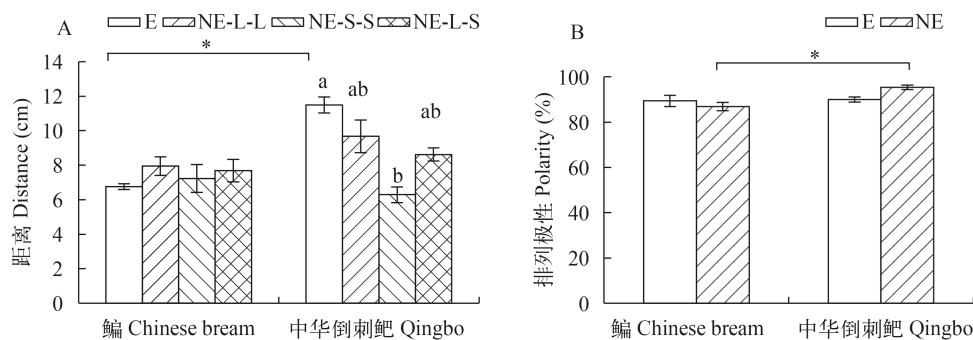 A
E NE-L-L NE-S-S NE-L-S
*
14
12
10
8
6
4
2
0
距离 Distance (cm)
a
ab
b
ab
鳊 Chinese bream
中华倒刺鲃 Qingbo
B
E NE
*
100
80
60
40
20
0
排列极性 Polarity (%)
鳊 Chinese bream
中华倒刺鲃 Qingbo